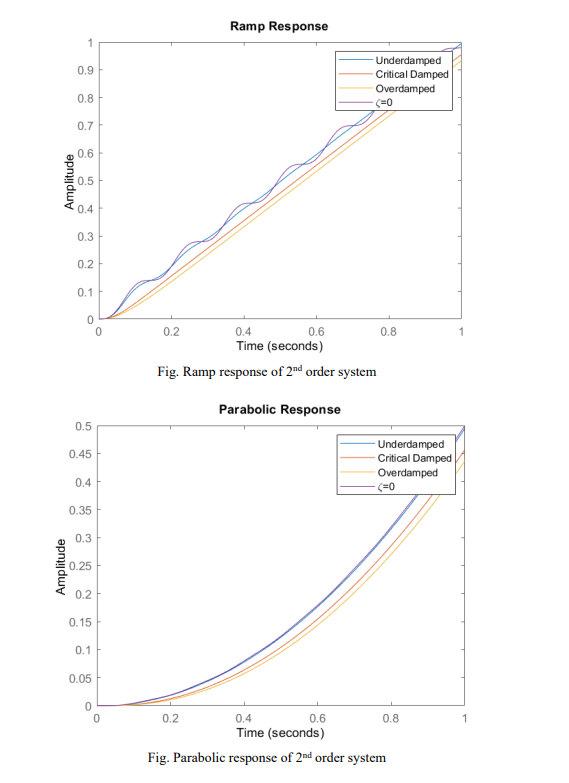 Ramp Response
1
0.9
0.8
0.7
0.6
0.5
0.4
0.3
0.2
0.1
0
Amplitude
Underdamped
Critical Damped
Overdamped
ζ=0
0 0.2 0.4 0.6 0.8 1
Time (seconds)
Fig. Ramp response of 2nd order system
Parabolic Response
0.5
0.45
0.4
0.35
0.3
0.25
0.2
0.15
0.1
0.05
0
Amplitude
Underdamped
Critical Damped
Overdamped
ζ=0
0 0.2 0.4 0.6 0.8 1
Time (seconds)
Fig. Parabolic response of 2nd order system